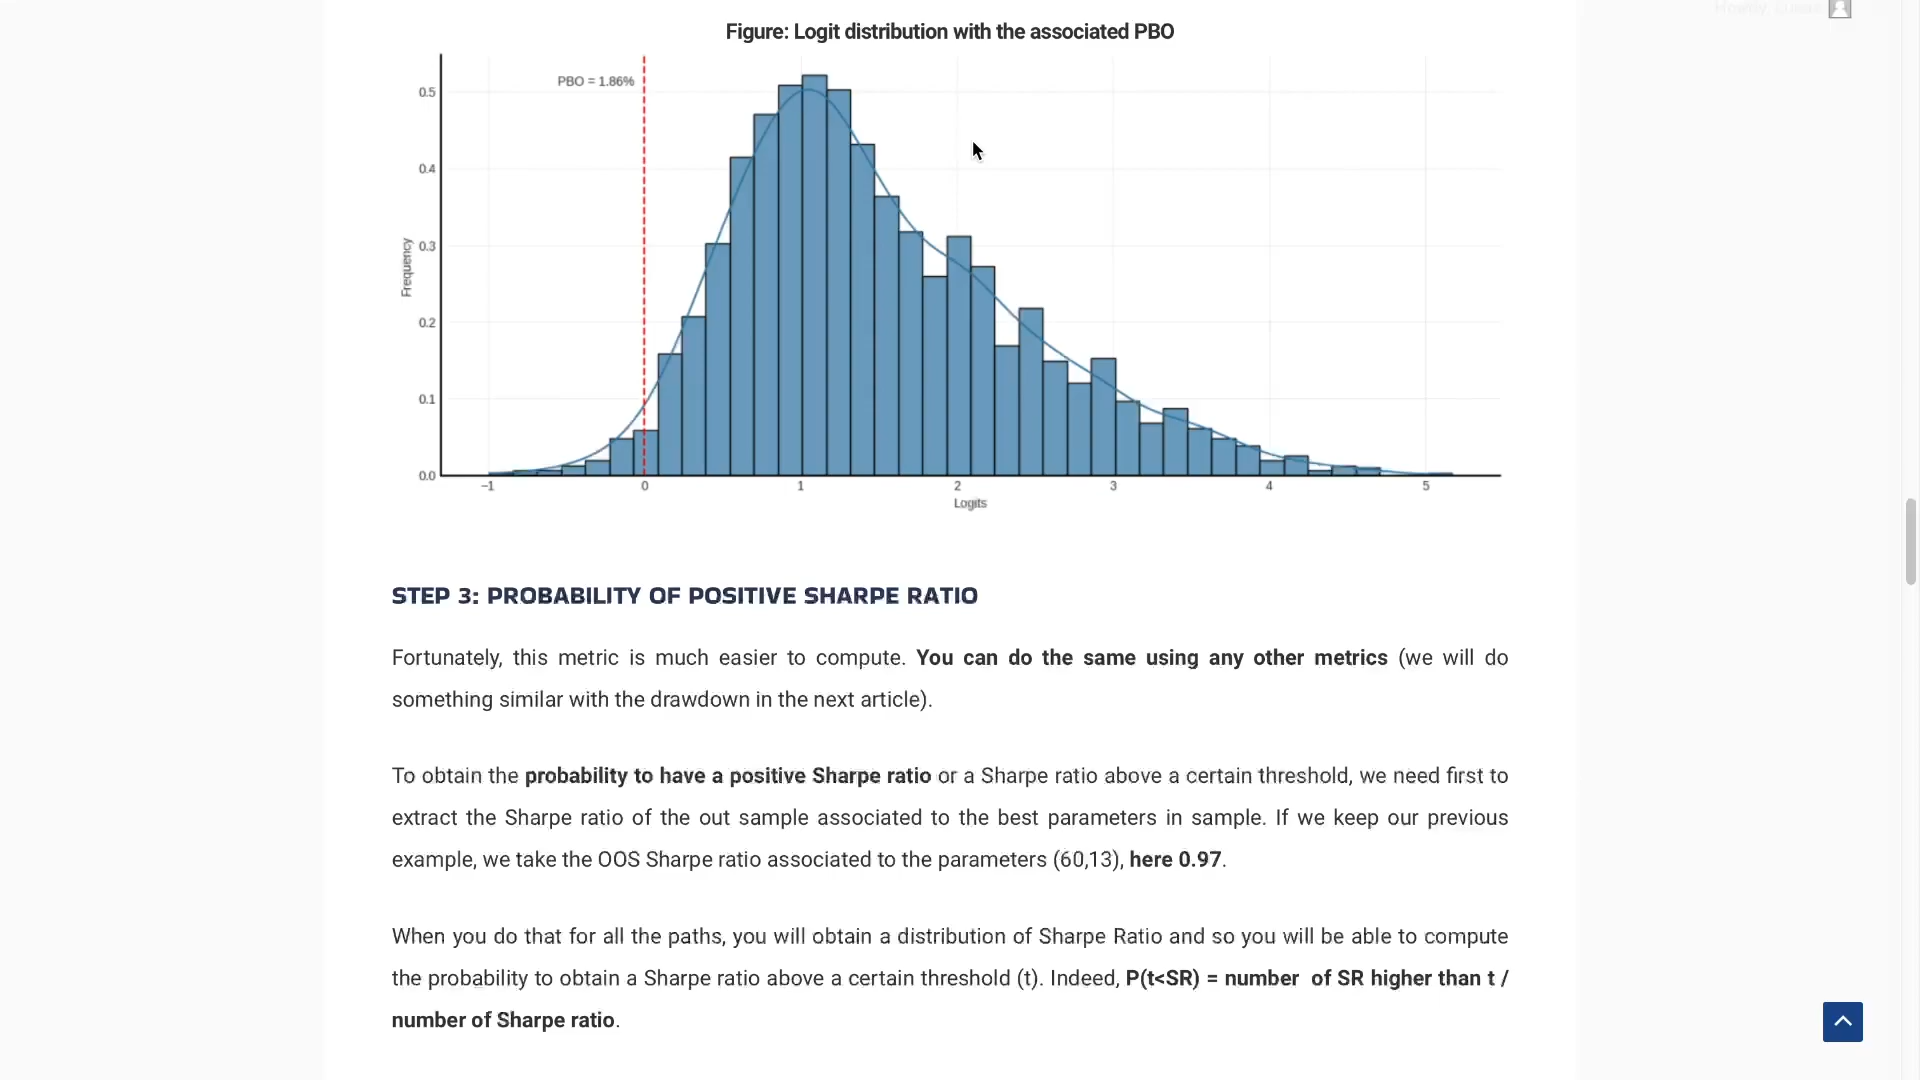 Figure: Logit distribution with the associated PBO
PBO = 1.86%
0.5
0.4
0.3
0.2
0.1
0.0
Frequency
−1 0 1 2 3 4 5
Logits
STEP 3: PROBABILITY OF POSITIVE SHARPE RATIO
Fortunately, this metric is much easier to compute. You can do the same using any other metrics (we will do
something similar with the drawdown in the next article).
To obtain the probability to have a positive Sharpe ratio or a Sharpe ratio above a certain threshold, we need first to
extract the Sharpe ratio of the out sample associated to the best parameters in sample. If we keep our previous
example, we take the OOS Sharpe ratio associated to the parameters (60,13), here 0.97.
When you do that for all the paths, you will obtain a distribution of Sharpe Ratio and so you will be able to compute
the probability to obtain a Sharpe ratio above a certain threshold (t). Indeed, P(t<SR) = number of SR higher than t /
number of Sharpe ratio.